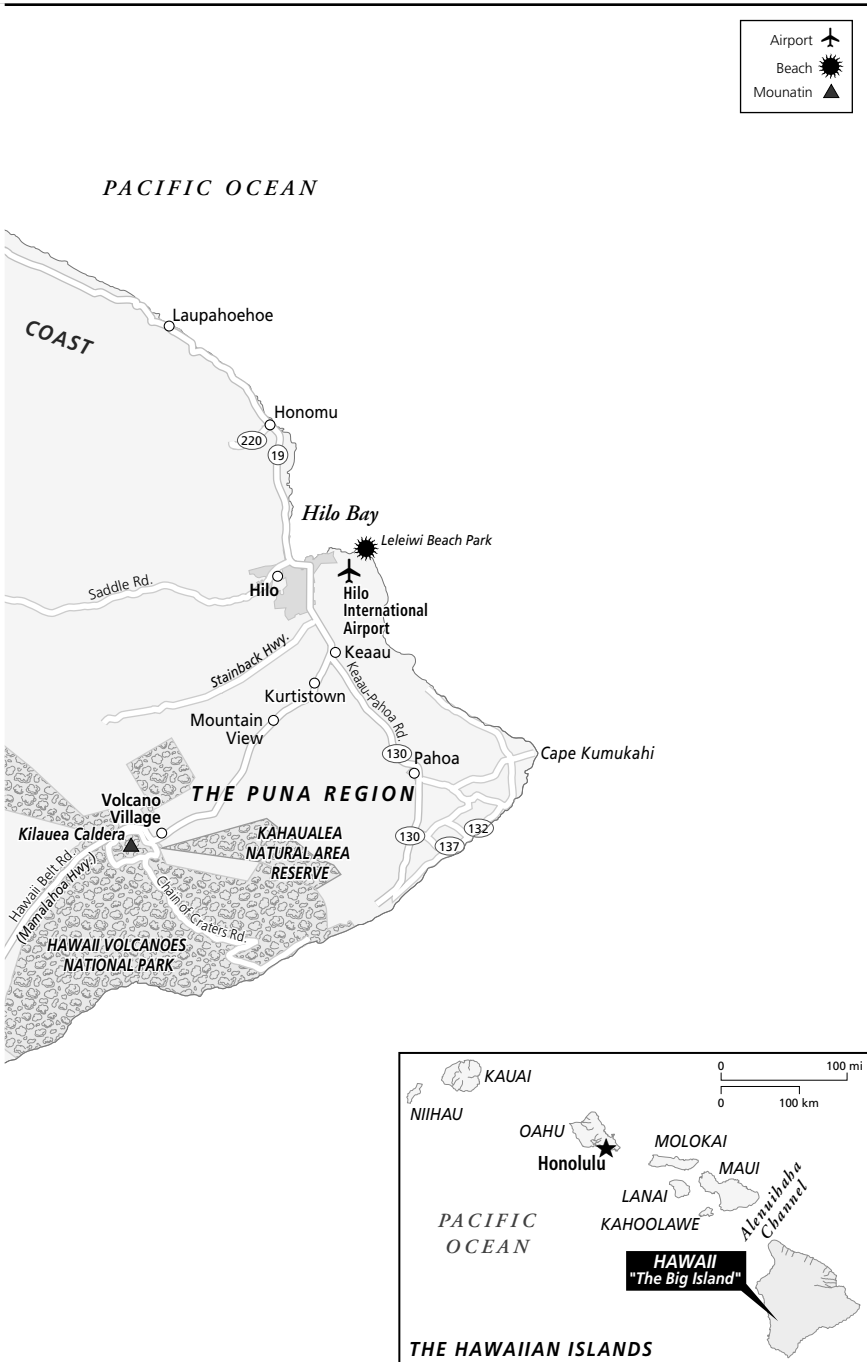 Airport
Beach
Mounatin
PACIFIC OCEAN
Laupahoehoe
COAST
Honomu
220
19
Hilo Bay
Leleiwi Beach Park
Saddle Rd.
Hilo
Hilo
International
Airport
Stainback Hwy.
Keaau
Keaau-Pahoa Rd.
Kurtistown
Mountain
View
130
Pahoa
Cape Kumukahi
THE PUNA REGION
Volcano
Village
Kilauea Caldera
KAHAUALEA
NATURAL AREA
RESERVE
130
132
137
Hawaii Belt Rd.
(Mamalahoa Hwy.)
Chain of Craters Rd.
HAWAII VOLCANOES
NATIONAL PARK
0 100 mi
0 100 km
KAUAI
NIIHAU
OAHU
Honolulu
MOLOKAI
MAUI
LANAI
KAHOOLAWE
Alenuihaha
Channel
PACIFIC
OCEAN
HAWAII
"The Big Island"
THE HAWAIIAN ISLANDS